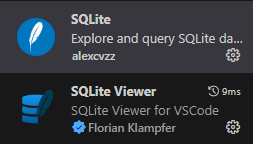 SQLite
Explore and query SQLite da...
alexcvzz
SQLite Viewer 9ms
SQLite Viewer for VSCode
Florian Klampfer